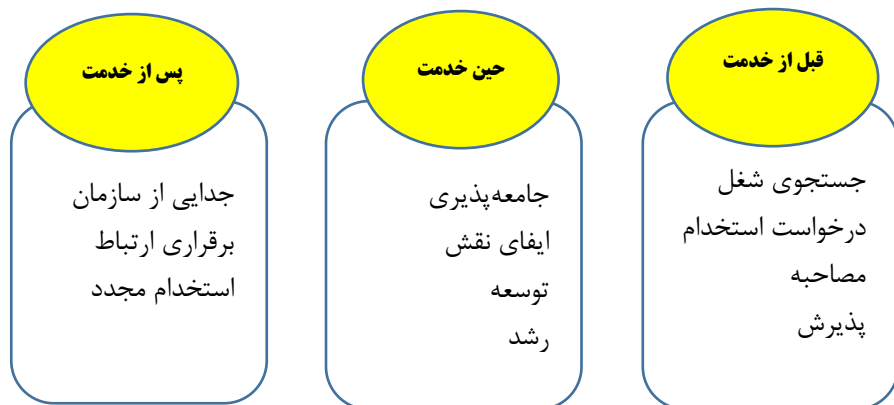 قبل از خدمت
جستجوی شغل
درخواست استخدام
مصاحبه
پذیرش
حین خدمت
جامعه‌پذیری
ایفای نقش
توسعه
رشد
پس از خدمت
جدایی از سازمان
برقراری ارتباط
استخدام مجدد